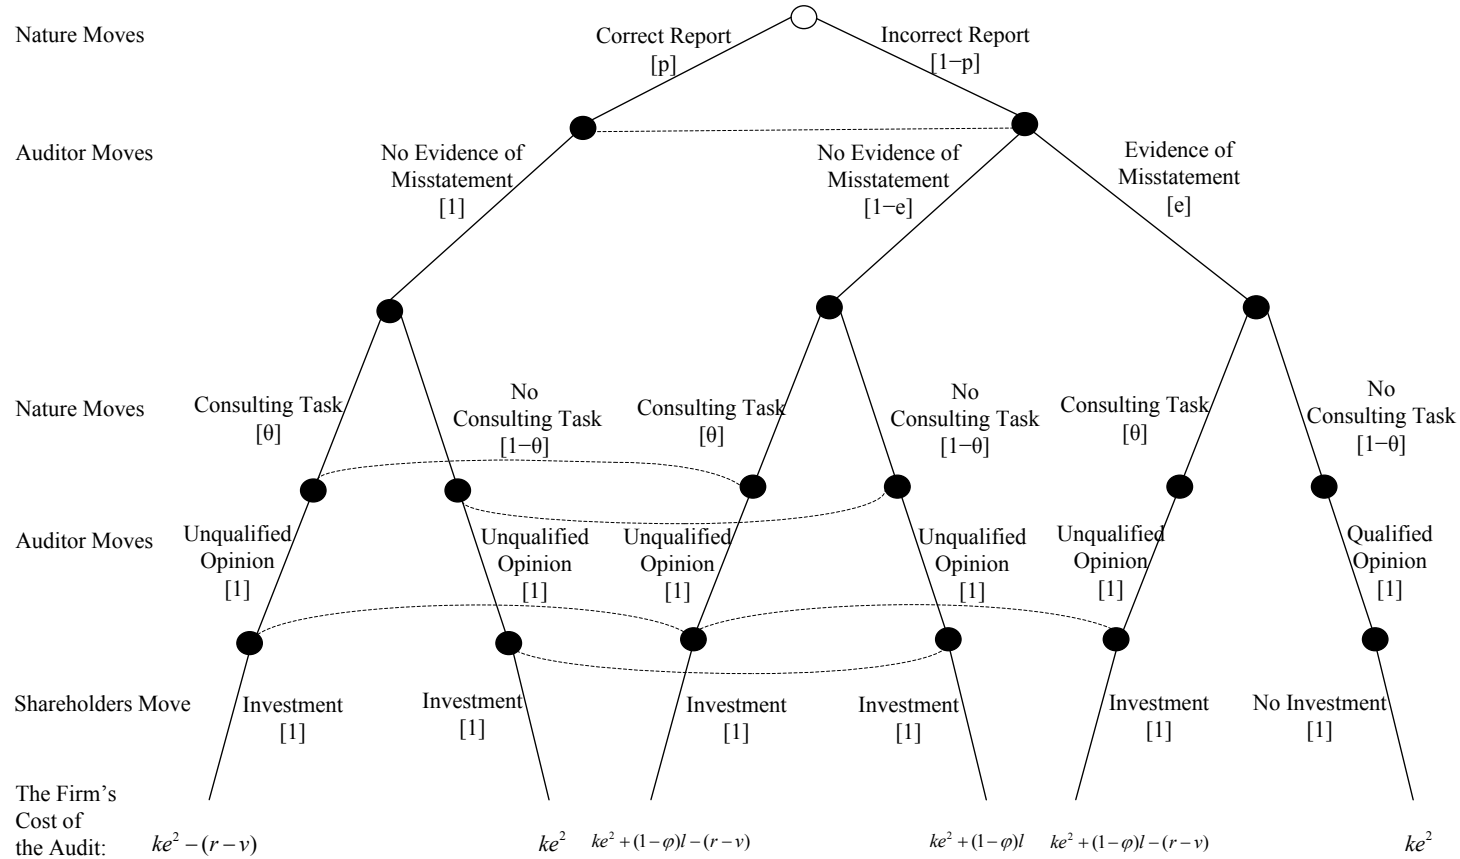 Nature Moves
Correct Report
[p]
Incorrect Report
[1−p]
Auditor Moves
No Evidence of
Misstatement
[1]
No Evidence of
Misstatement
[1−e]
Evidence of
Misstatement
[e]
Nature Moves
Consulting Task
[θ]
No
Consulting Task
[1−θ]
Consulting Task
[θ]
No
Consulting Task
[1−θ]
Consulting Task
[θ]
No
Consulting Task
[1−θ]
Auditor Moves
Unqualified
Opinion
[1]
Unqualified
Opinion
[1]
Unqualified
Opinion
[1]
Unqualified
Opinion
[1]
Unqualified
Opinion
[1]
Qualified
Opinion
[1]
Shareholders Move
Investment
[1]
Investment
[1]
Investment
[1]
Investment
[1]
Investment
[1]
No Investment
[1]
The Firm's
Cost of
the Audit:
ke² − (r − v)
ke²
ke² + (1−φ)l − (r − v)
ke² + (1−φ)l
ke² + (1−φ)l − (r − v)
ke²